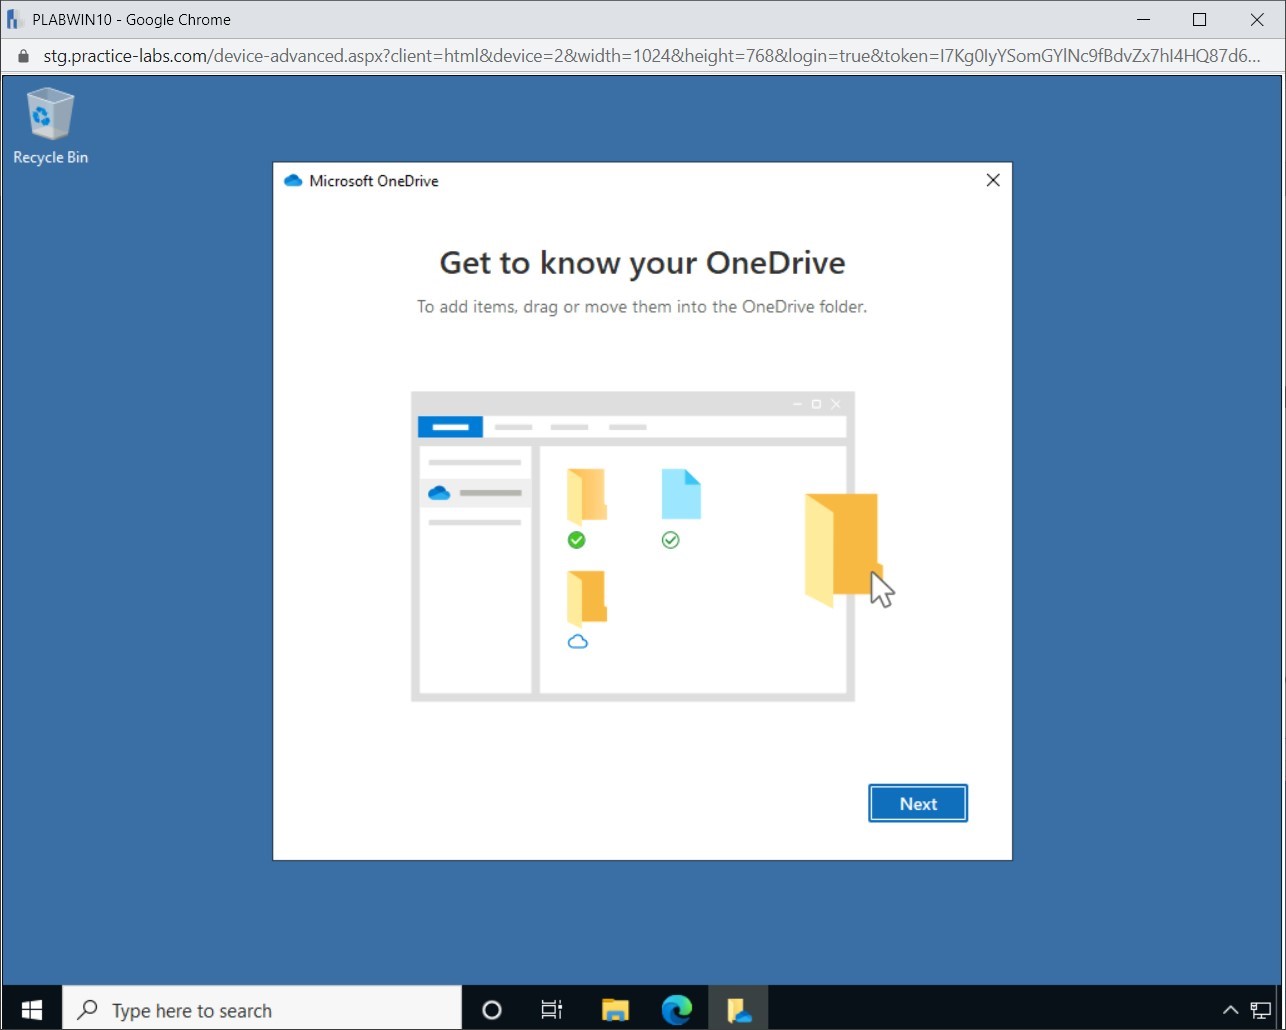 PLABWIN10 - Google Chrome
stg.practice-labs.com/device-advanced.aspx?client=html&device=2&width=1024&height=768&login=true&token=I7Kg0IyYSomGYlNc9fBdvZx7hI4HQ87d6...
Recycle Bin
Microsoft OneDrive
Get to know your OneDrive
To add items, drag or move them into the OneDrive folder.
Next
Type here to search